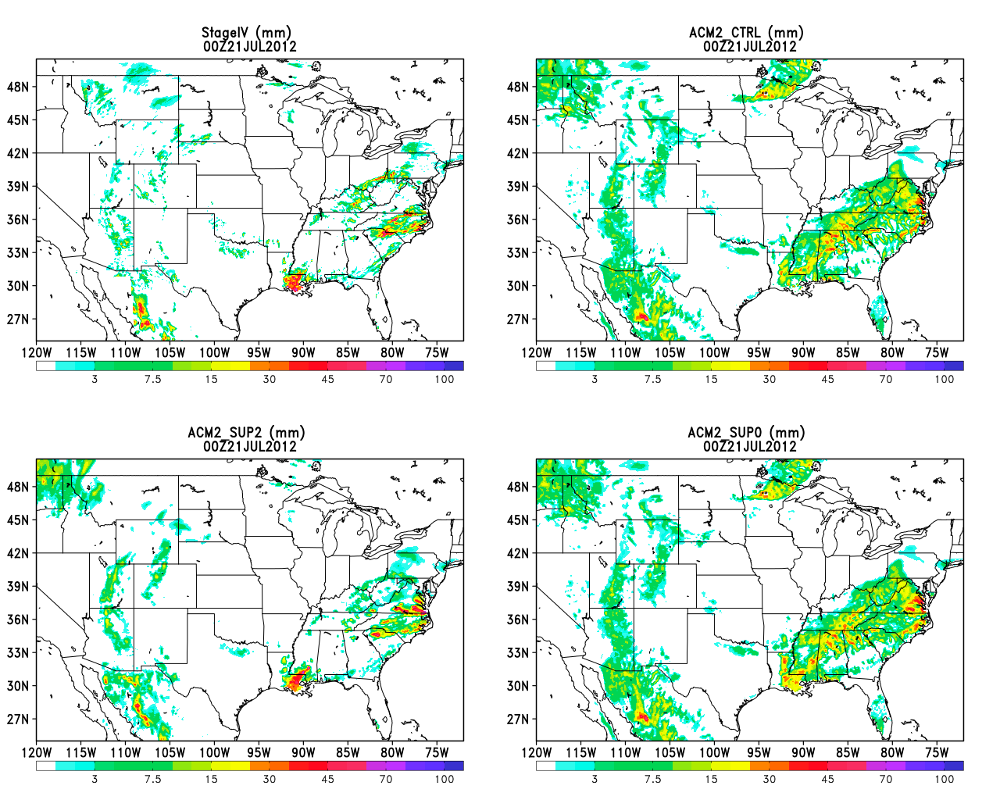 StageIV (mm)
00Z21JUL2012
48N
45N
42N
39N
36N
33N
30N
27N
120W 115W 110W 105W 100W 95W 90W 85W 80W 75W
3 7.5 15 30 45 70 100
ACM2_CTRL (mm)
00Z21JUL2012
48N
45N
42N
39N
36N
33N
30N
27N
120W 115W 110W 105W 100W 95W 90W 85W 80W 75W
3 7.5 15 30 45 70 100
ACM2_SUP2 (mm)
00Z21JUL2012
48N
45N
42N
39N
36N
33N
30N
27N
120W 115W 110W 105W 100W 95W 90W 85W 80W 75W
3 7.5 15 30 45 70 100
ACM2_SUP0 (mm)
00Z21JUL2012
48N
45N
42N
39N
36N
33N
30N
27N
120W 115W 110W 105W 100W 95W 90W 85W 80W 75W
3 7.5 15 30 45 70 100